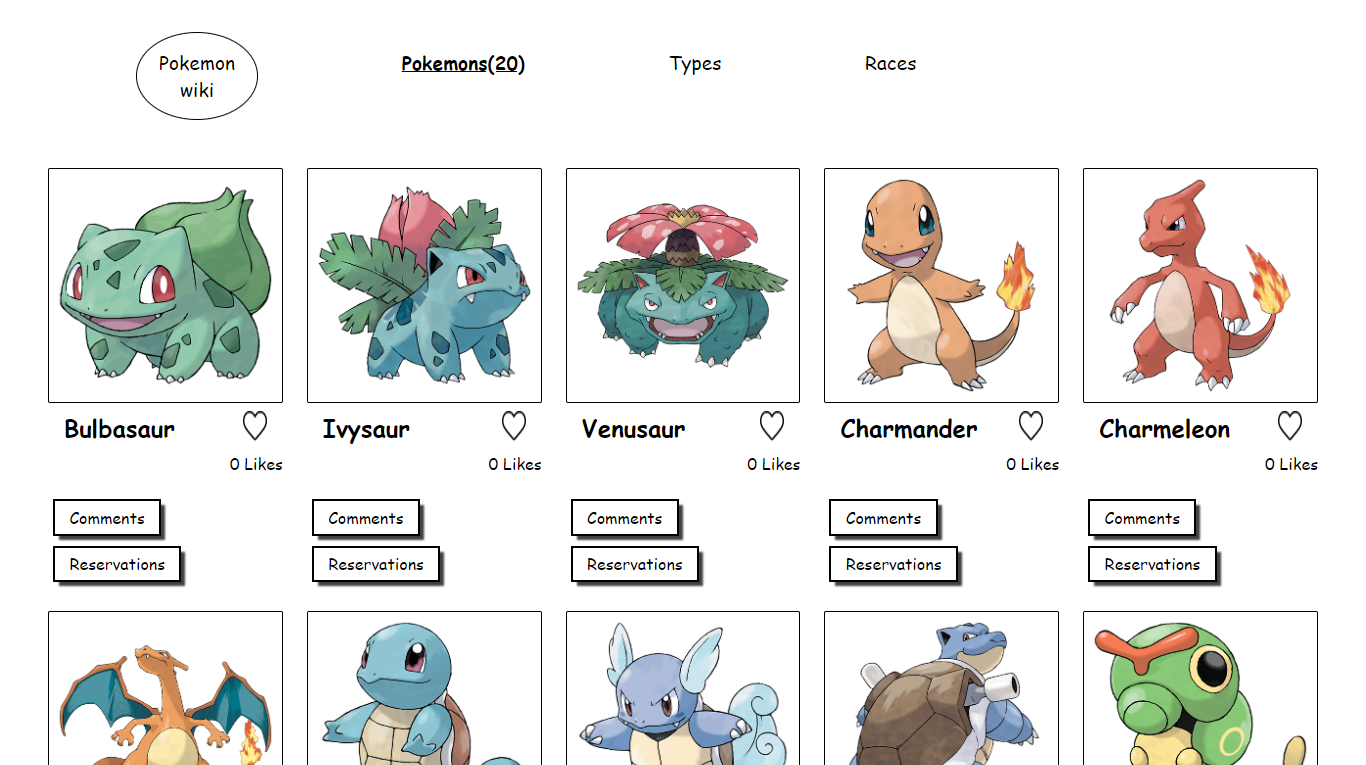 Pokemon
wiki
Pokemons(20)
Types
Races
Bulbasaur
Ivysaur
Venusaur
Charmander
Charmeleon
0 Likes
0 Likes
0 Likes
0 Likes
0 Likes
Comments
Comments
Comments
Comments
Comments
Reservations
Reservations
Reservations
Reservations
Reservations